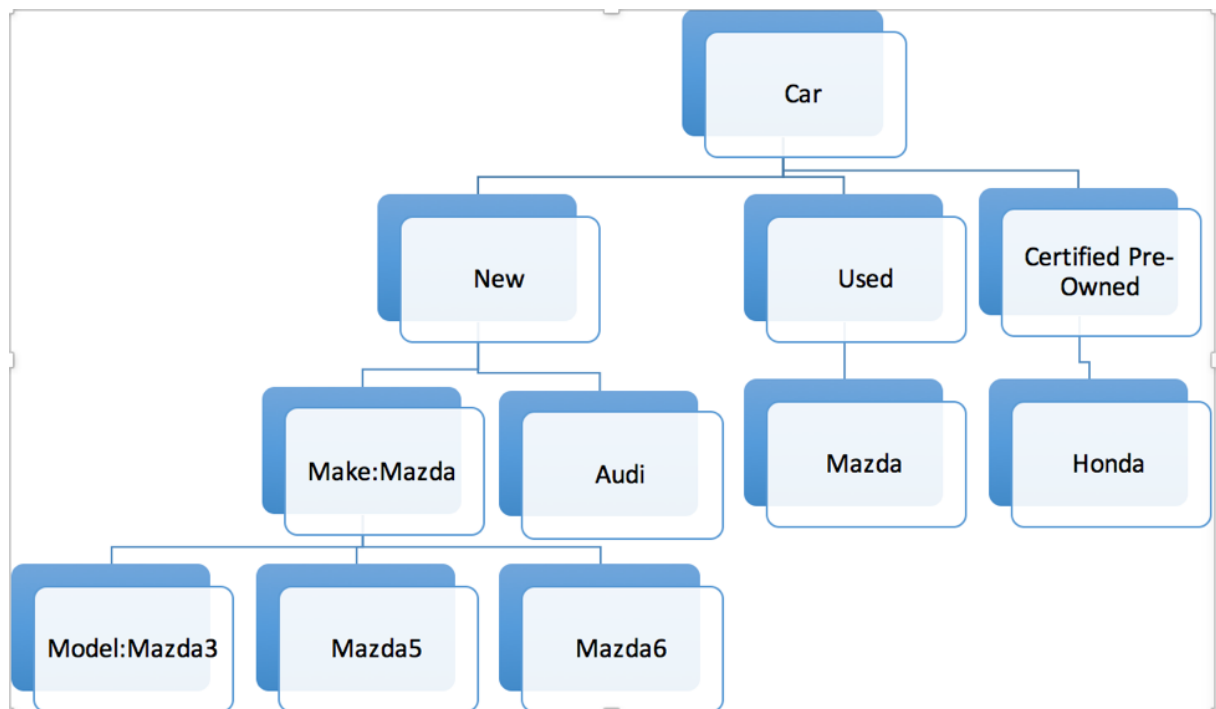 Car
New
Used
Certified Pre-
Owned
Make:Mazda
Audi
Mazda
Honda
Model:Mazda3
Mazda5
Mazda6